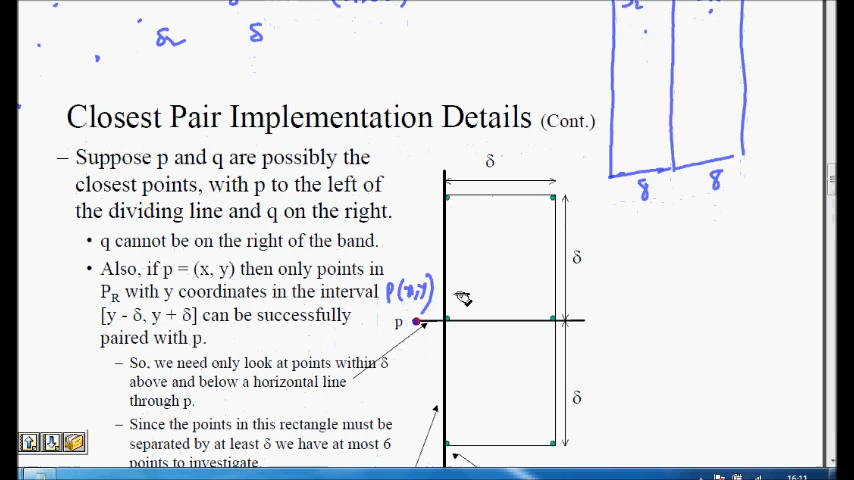 δ2
δ
δ
δ
Closest Pair Implementation Details (Cont.)
– Suppose p and q are possibly the
closest points, with p to the left of
the dividing line and q on the right.
• q cannot be on the right of the band.
• Also, if p = (x, y) then only points in
PR with y coordinates in the interval
[y - δ, y + δ] can be successfully
paired with p.
– So, we need only look at points within δ
above and below a horizontal line
through p.
– Since the points in this rectangle must be
separated by at least δ we have at most 6
points to investigate.
δ
δ
P(x,y)
p
δ
16:11